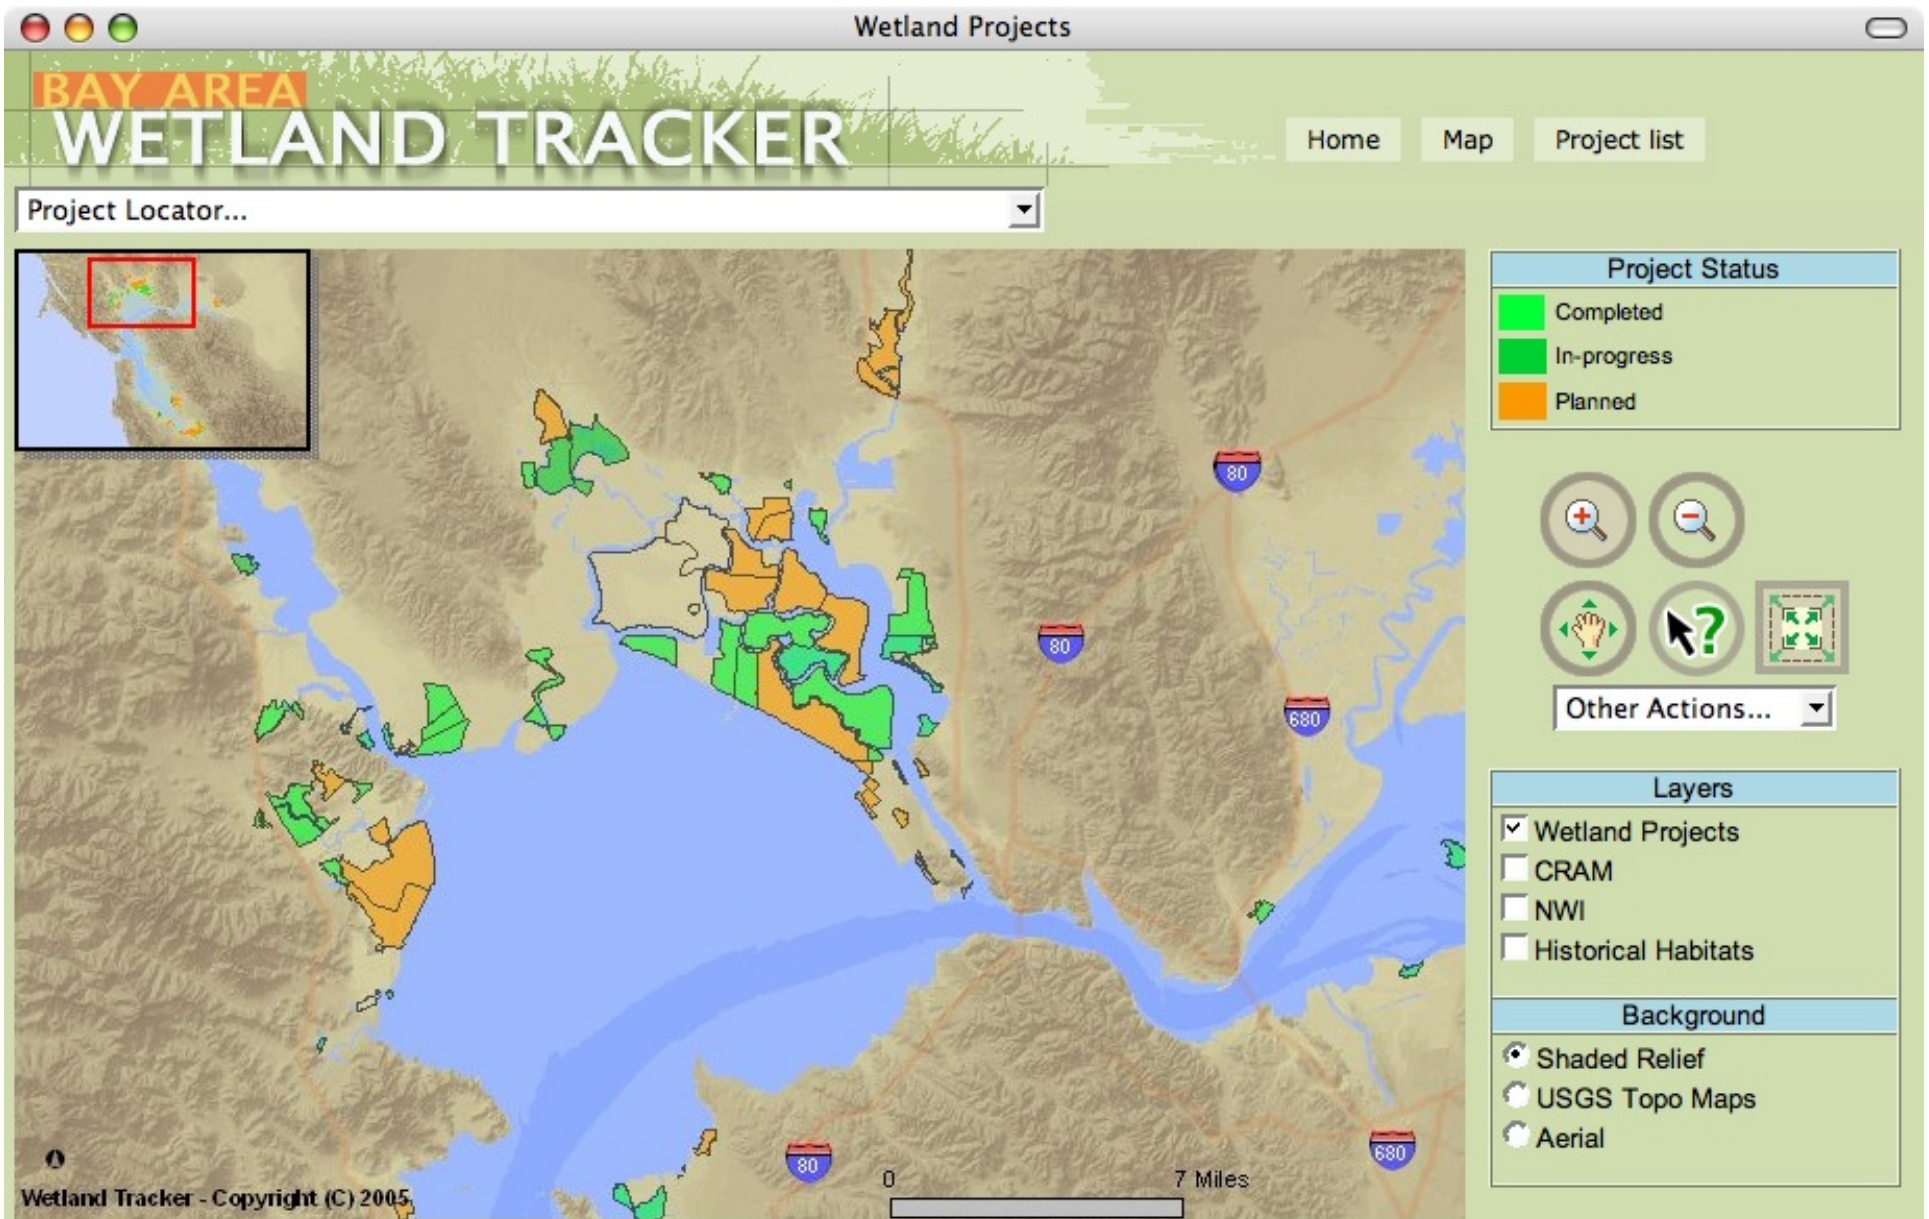 Wetland Projects
BAY AREA
WETLAND TRACKER
Home
Map
Project list
Project Locator...
Project Status
Completed
In-progress
Planned
80
80
680
Other Actions...
Layers
Wetland Projects
CRAM
NWI
Historical Habitats
Background
Shaded Relief
USGS Topo Maps
Aerial
80
680
0
7 Miles
Wetland Tracker - Copyright (C) 2005